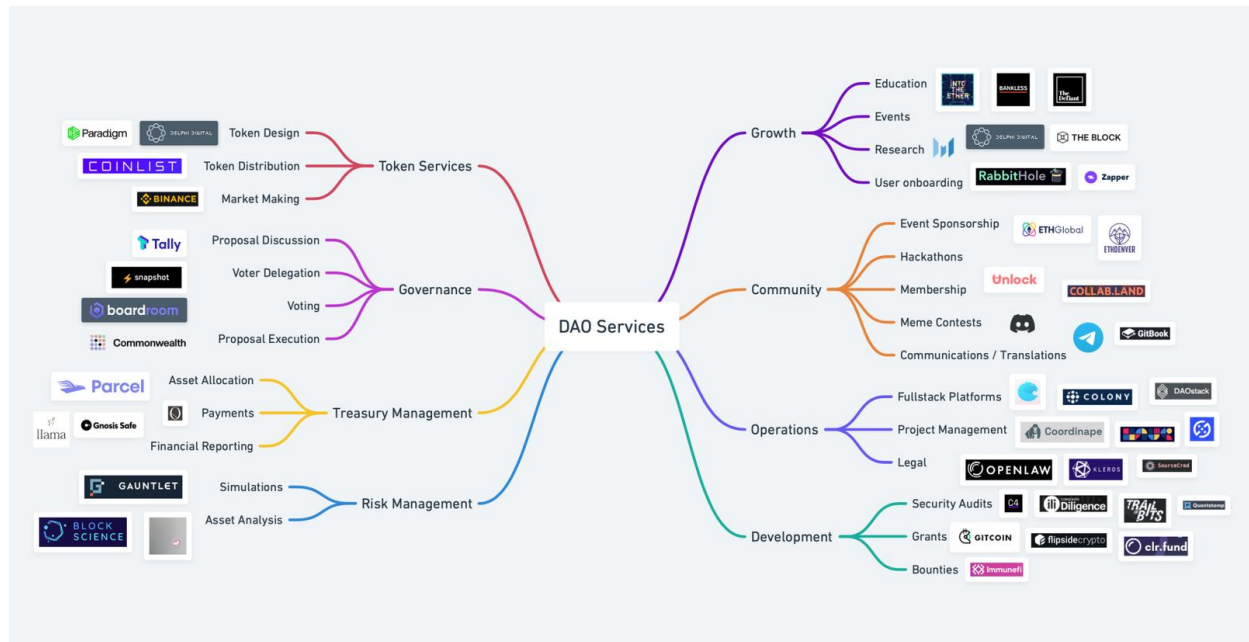 DAO Services
Token Services
Token Design
Paradigm
DELPHI DIGITAL
Token Distribution
COINLIST
Market Making
BINANCE
Governance
Proposal Discussion
Tally
Voter Delegation
snapshot
Voting
boardroom
Proposal Execution
Commonwealth
Treasury Management
Asset Allocation
Parcel
Payments
llama
Gnosis Safe
Financial Reporting
Risk Management
Simulations
GAUNTLET
Asset Analysis
BLOCK
SCIENCE
Growth
Education
INTO
THE
ETHER
BANKLESS
The
Defiant
Events
Research
DELPHI DIGITAL
THE BLOCK
User onboarding
RabbitHole
Zapper
Community
Event Sponsorship
ETHGlobal
ETHDENVER
Hackathons
Membership
Unlock
COLLAB.LAND
Meme Contests
GitBook
Communications / Translations
Operations
Fullstack Platforms
COLONY
DAOstack
Project Management
Coordinape
Legal
OPENLAW
KLEROS
SourceCred
Development
Security Audits
C4
Diligence
TRAIL
OF
BITS
Quantstamp
Grants
GITCOIN
flipsidecrypto
clr.fund
Bounties
Immunefi